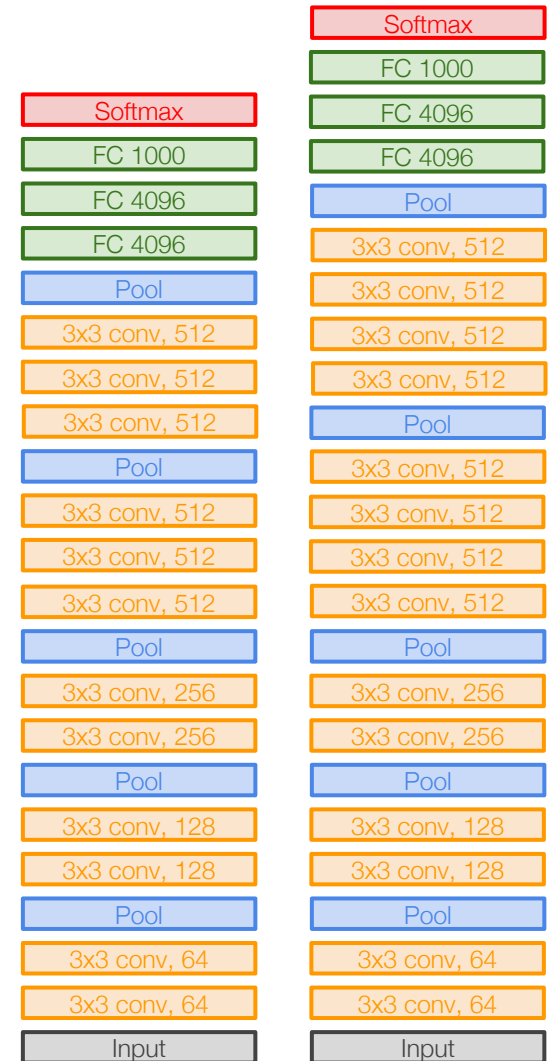 Softmax
FC 1000
FC 4096
FC 4096
Pool
3x3 conv, 512
3x3 conv, 512
3x3 conv, 512
Pool
3x3 conv, 512
3x3 conv, 512
3x3 conv, 512
Pool
3x3 conv, 256
3x3 conv, 256
Pool
3x3 conv, 128
3x3 conv, 128
Pool
3x3 conv, 64
3x3 conv, 64
Input
Softmax
FC 1000
FC 4096
FC 4096
Pool
3x3 conv, 512
3x3 conv, 512
3x3 conv, 512
3x3 conv, 512
Pool
3x3 conv, 512
3x3 conv, 512
3x3 conv, 512
3x3 conv, 512
Pool
3x3 conv, 256
3x3 conv, 256
Pool
3x3 conv, 128
3x3 conv, 128
Pool
3x3 conv, 64
3x3 conv, 64
Input